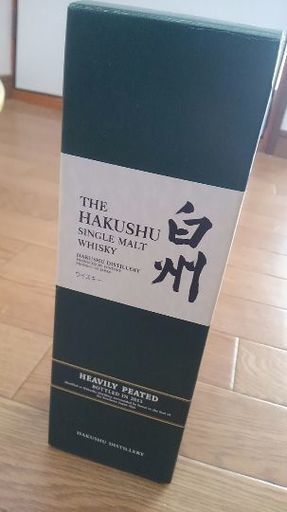 THE
HAKUSHU
SINGLE MALT
WHISKY
HAKUSHU DISTILLERY
ウイスキー
白州
HEAVILY PEATED
BOTTLED IN 2013
HAKUSHU DISTILLERY